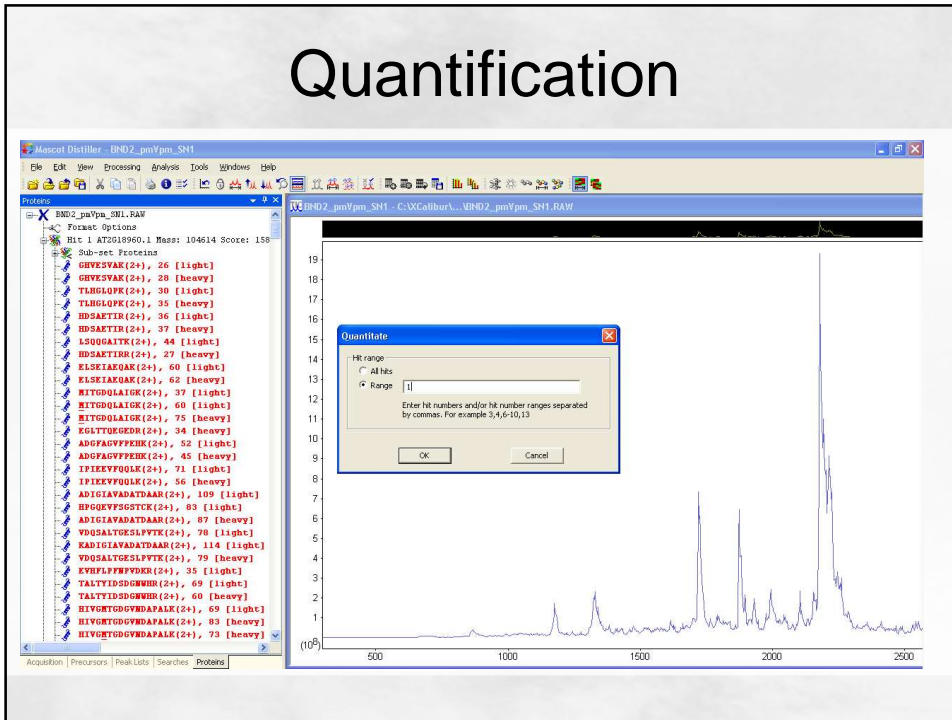 Quantification
Mascot Distiller - BND2_pmYpm_SN1
File Edit View Processing Analysis Tools Windows Help
Proteins
BND2_pmYpm_SN1.RAW
Format Options
Hit 1 AT2G18960.1 Mass: 104614 Score: 158
Sub-set Proteins
GHVESVAK(2+), 26 [light]
GHVESVAK(2+), 28 [heavy]
TLHGLQPK(2+), 30 [light]
TLHGLQPK(2+), 35 [heavy]
HDSAETIR(2+), 36 [light]
HDSAETIR(2+), 37 [heavy]
LSQQGAITK(2+), 44 [light]
HDSAETIRR(2+), 27 [heavy]
ELSEIAEQAK(2+), 60 [light]
ELSEIAEQAK(2+), 62 [heavy]
MITGDQLAIGK(2+), 37 [light]
MITGDQLAIGK(2+), 60 [light]
MITGDQLAIGK(2+), 75 [heavy]
EGLTTQEGEDR(2+), 34 [heavy]
ADGFAGVFPEHK(2+), 52 [light]
ADGFAGVFPEHK(2+), 45 [heavy]
IPIEEVFQQLK(2+), 71 [light]
IPIEEVFQQLK(2+), 56 [heavy]
ADIGIAVADATDAAR(2+), 109 [light]
HPGQEVFSGSTCK(2+), 83 [light]
ADIGIAVADATDAAR(2+), 87 [heavy]
VDQSALTGESLPVTK(2+), 78 [light]
KADIGIAVADATDAAR(2+), 114 [light]
VDQSALTGESLPVTK(2+), 79 [heavy]
EVHFLPFNPVDKR(2+), 35 [light]
TALTYIDSDGNWHR(2+), 69 [light]
TALTYIDSDGNWHR(2+), 60 [heavy]
HIVGMTGDGVNDAPALK(2+), 69 [light]
HIVGMTGDGVNDAPALK(2+), 83 [heavy]
HIVGMTGDGVNDAPALK(2+), 73 [heavy]
Acquisition Precursors Peak Lists Searches Proteins
BND2_pmYpm_SN1 - C:\XCalibur\...\BND2_pmYpm_SN1.RAW
19
18
17
16
15
14
13
12
11
10
9
8
7
6
5
4
3
2
1
(10^8)
500 1000 1500 2000 2500
Quantitate
Hit range
All hits
Range 1
Enter hit numbers and/or hit number ranges separated
by commas. For example 3,4,6-10,13
OK Cancel